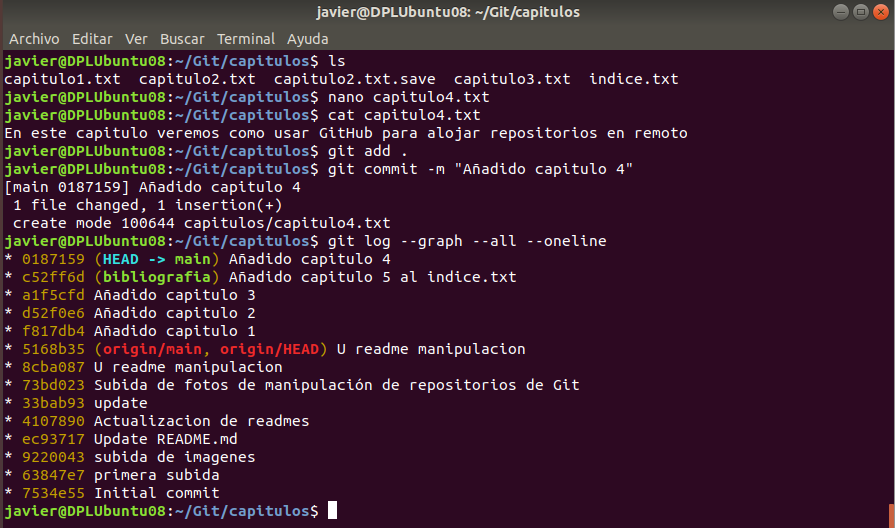 javier@DPLUbuntu08: ~/Git/capitulos
Archivo Editar Ver Buscar Terminal Ayuda
javier@DPLUbuntu08:~/Git/capitulos$ ls
capitulo1.txt  capitulo2.txt  capitulo2.txt.save  capitulo3.txt  indice.txt
javier@DPLUbuntu08:~/Git/capitulos$ nano capitulo4.txt
javier@DPLUbuntu08:~/Git/capitulos$ cat capitulo4.txt
En este capitulo veremos como usar GitHub para alojar repositorios en remoto
javier@DPLUbuntu08:~/Git/capitulos$ git add .
javier@DPLUbuntu08:~/Git/capitulos$ git commit -m "Añadido capitulo 4"
[main 0187159] Añadido capitulo 4
 1 file changed, 1 insertion(+)
 create mode 100644 capitulos/capitulo4.txt
javier@DPLUbuntu08:~/Git/capitulos$ git log --graph --all --oneline
* 0187159 (HEAD -> main) Añadido capitulo 4
* c52ff6d (bibliografia) Añadido capitulo 5 al indice.txt
* a1f5cfd Añadido capitulo 3
* d52f0e6 Añadido capitulo 2
* f817db4 Añadido capitulo 1
* 5168b35 (origin/main, origin/HEAD) U readme manipulacion
* 8cba087 U readme manipulacion
* 73bd023 Subida de fotos de manipulación de repositorios de Git
* 33bab93 update
* 4107890 Actualizacion de readmes
* ec93717 Update README.md
* 9220043 subida de imagenes
* 63847e7 primera subida
* 7534e55 Initial commit
javier@DPLUbuntu08:~/Git/capitulos$